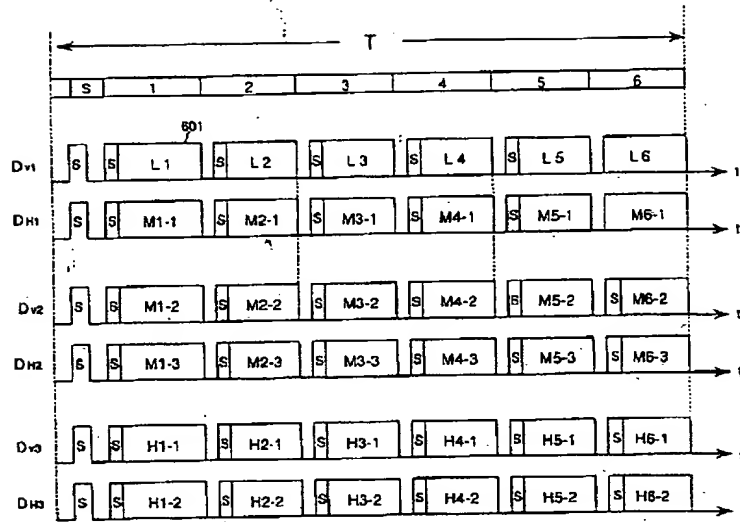 T
S 1 2 3 4 5 6
601
Dv1 S S L1 S L2 S L3 S L4 S L5 L6 t
DH1 S S M1-1 S M2-1 S M3-1 S M4-1 S M5-1 M6-1 t
Dv2 S S M1-2 S M2-2 S M3-2 S M4-2 S M5-2 S M6-2 t
DH2 S S M1-3 S M2-3 S M3-3 S M4-3 S M5-3 S M6-3 t
Dv3 S S H1-1 S H2-1 S H3-1 S H4-1 S H5-1 S H6-1
DH3 S S H1-2 S H2-2 S H3-2 S H4-2 S H5-2 S H6-2